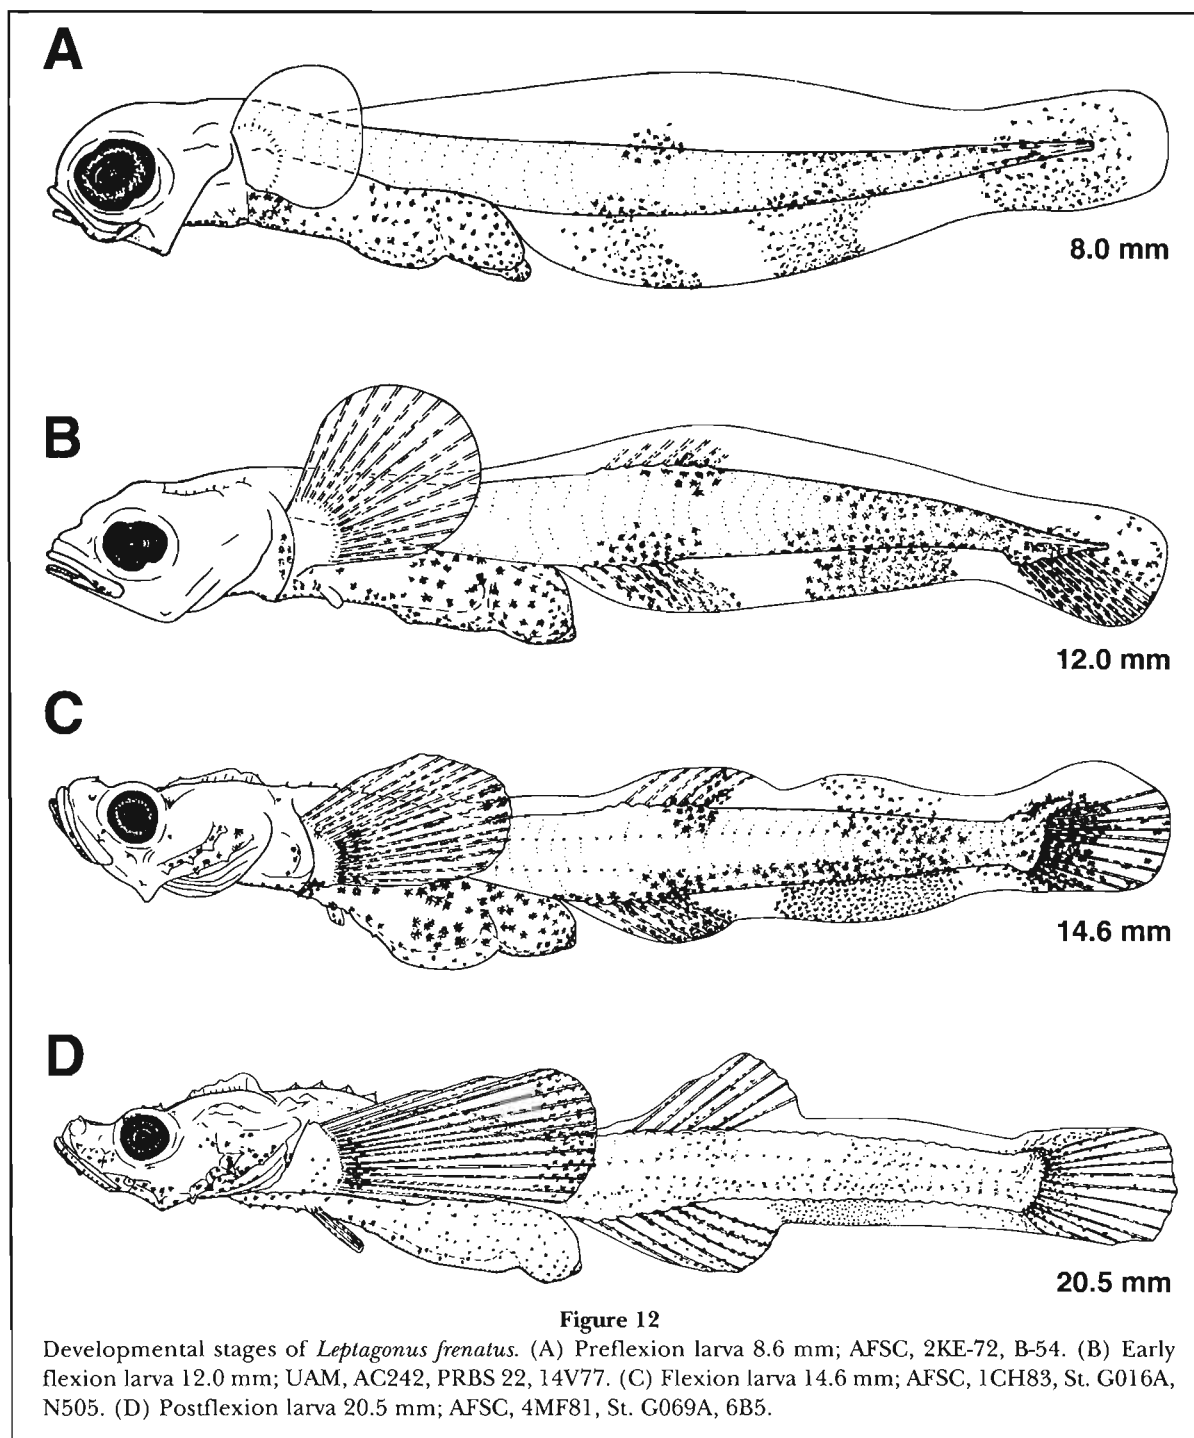 A
8.0 mm
B
12.0 mm
C
14.6 mm
D
20.5 mm
Figure 12
Developmental stages of Leptagonus frenatus. (A) Preflexion larva 8.6 mm; AFSC, 2KE-72, B-54. (B) Early
flexion larva 12.0 mm; UAM, AC242, PRBS 22, 14V77. (C) Flexion larva 14.6 mm; AFSC, 1CH83, St. G016A,
N505. (D) Postflexion larva 20.5 mm; AFSC, 4MF81, St. G069A, 6B5.